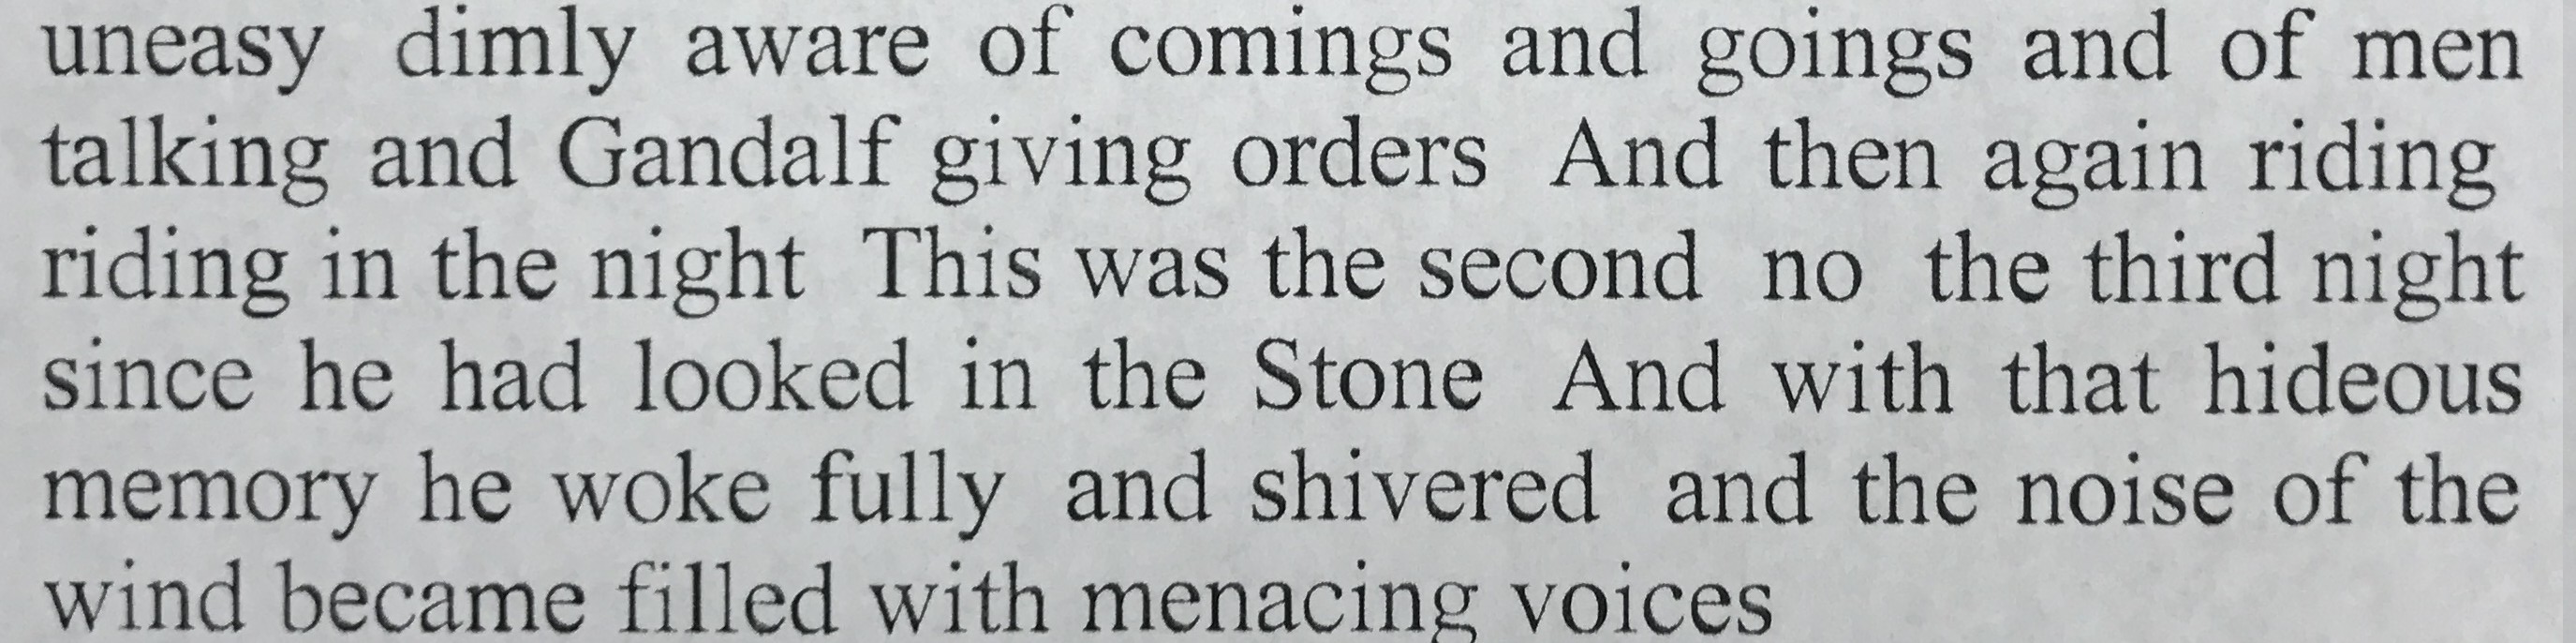 uneasy dimly aware of comings and goings and of men
talking and Gandalf giving orders And then again riding
riding in the night This was the second no the third night
since he had looked in the Stone And with that hideous
memory he woke fully and shivered and the noise of the
wind became filled with menacing voices